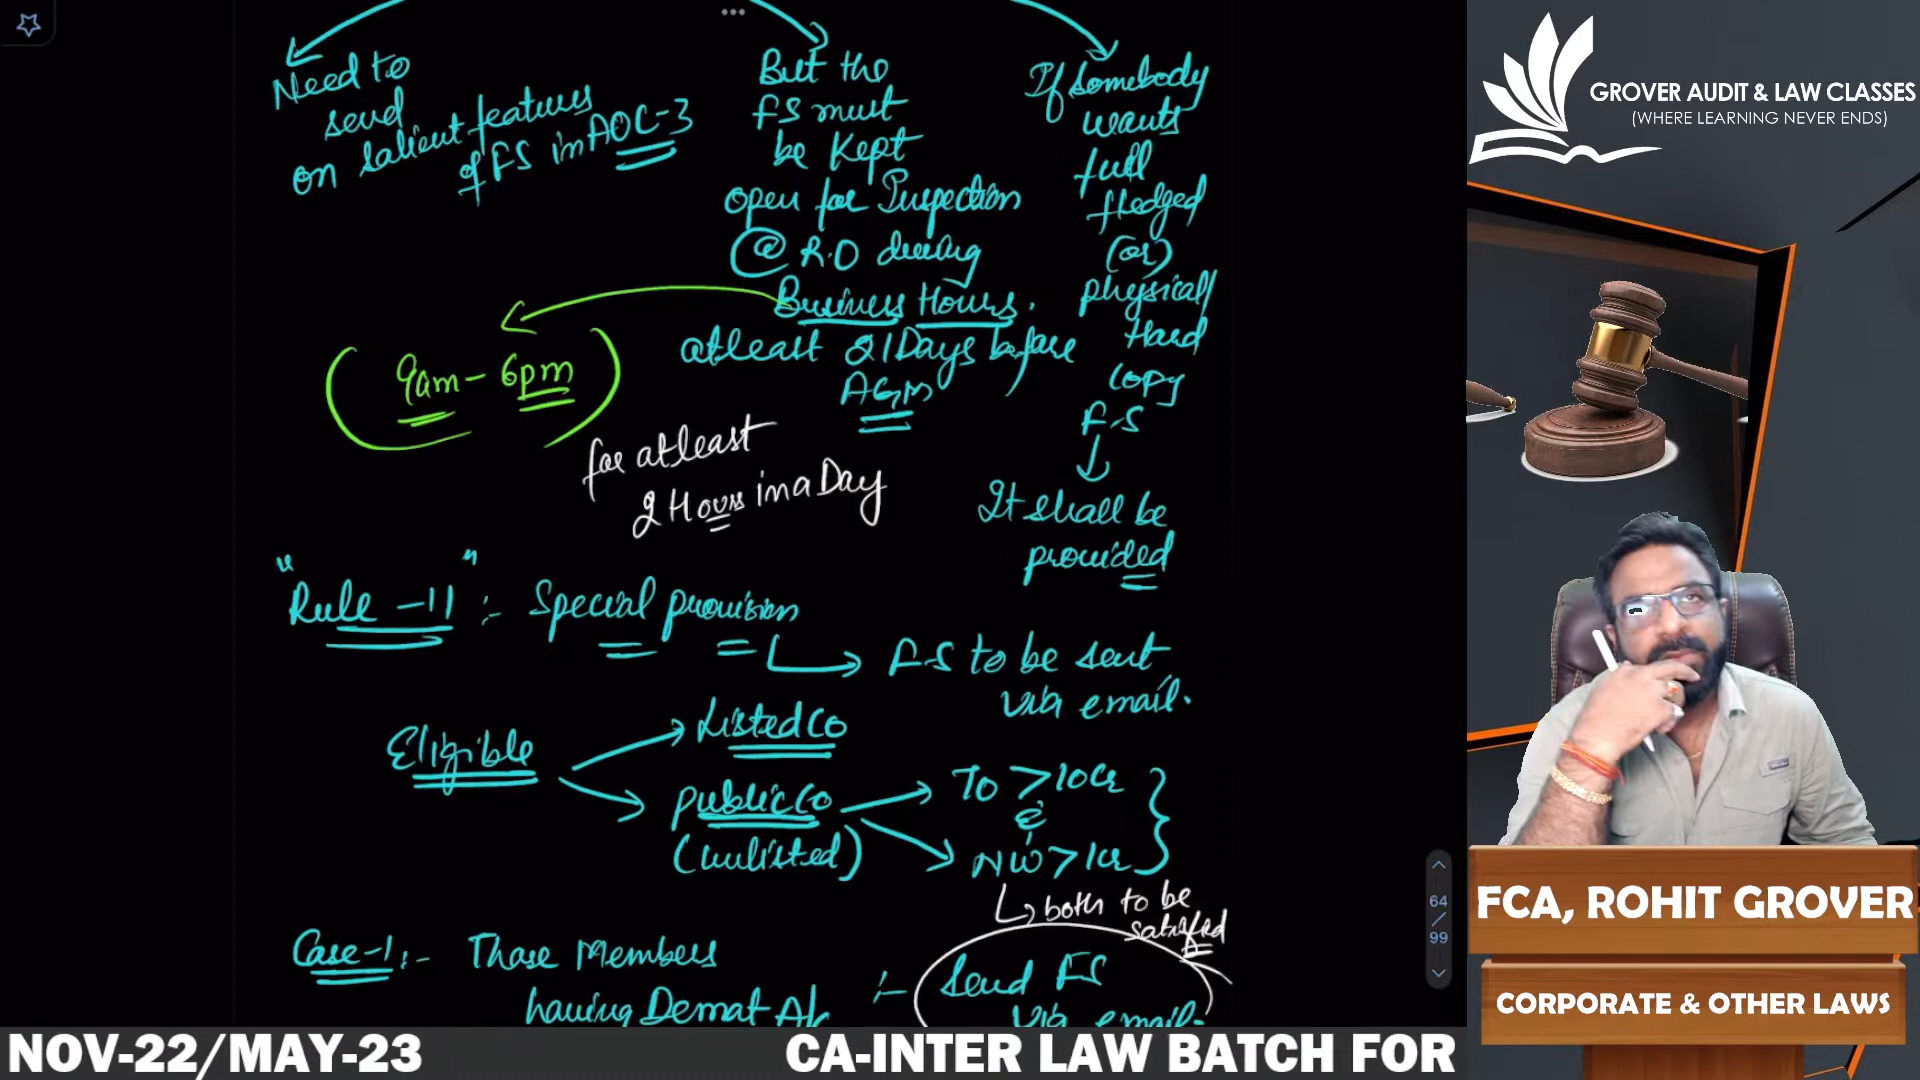 Need to
send
on salient features
of FS in AOC-3
But the
FS must
be Kept
open for Inspection
@ R.O during
Business Hours.
atleast 21 Days before
AGM
If somebody
wants
full
fledged
(or)
physical/
Hard
copy
F.S
It shall be
provided
9am - 6pm
for atleast
2 Hours in a Day
"Rule-11" :- Special provision
FS to be sent
via email.
Eligible
Listed Co
Public Co
(unlisted)
TO > 10 Cr
&
NW > 1 Cr
both to be
satisfied
Case-1 :- Those Members
having Demat A/c
:- Send FS
via email.
64
99
GROVER AUDIT & LAW CLASSES
(WHERE LEARNING NEVER ENDS)
FCA, ROHIT GROVER
CORPORATE & OTHER LAWS
NOV-22/MAY-23
CA-INTER LAW BATCH FOR